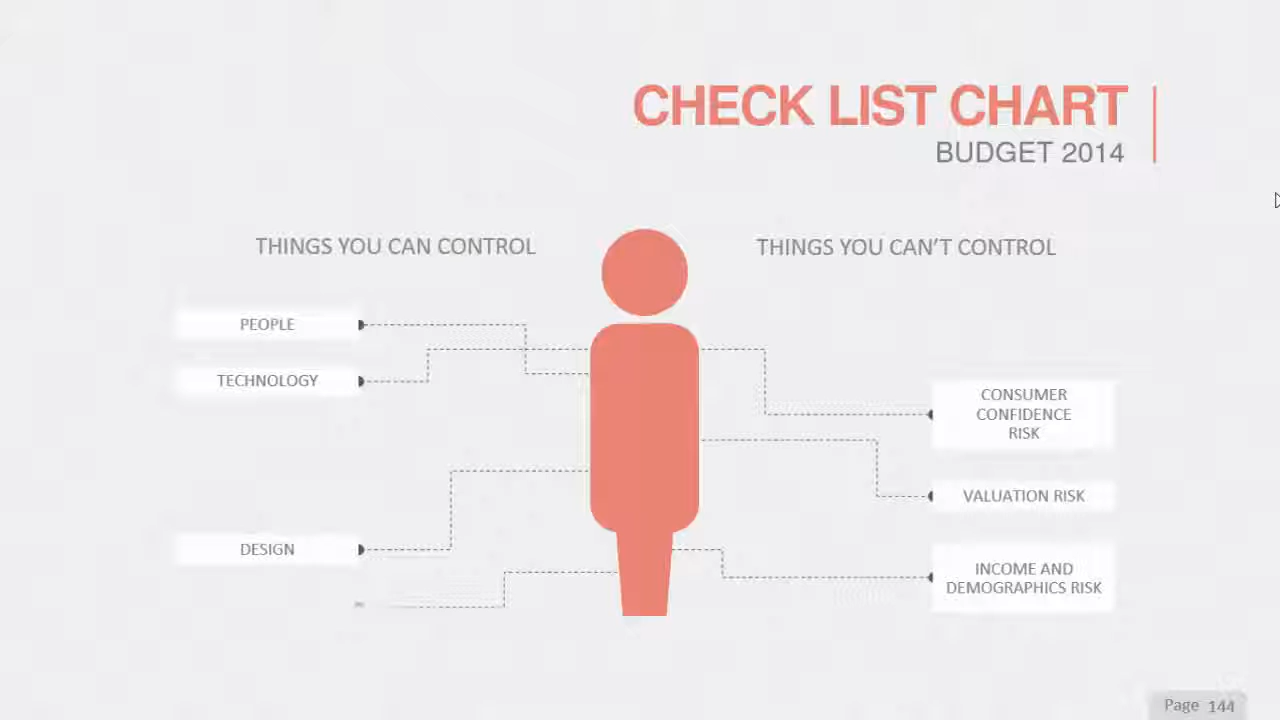 CHECK LIST CHART
BUDGET 2014
THINGS YOU CAN CONTROL
THINGS YOU CAN’T CONTROL
PEOPLE
TECHNOLOGY
DESIGN
CONSUMER
CONFIDENCE
RISK
VALUATION RISK
INCOME AND
DEMOGRAPHICS RISK
Page 144